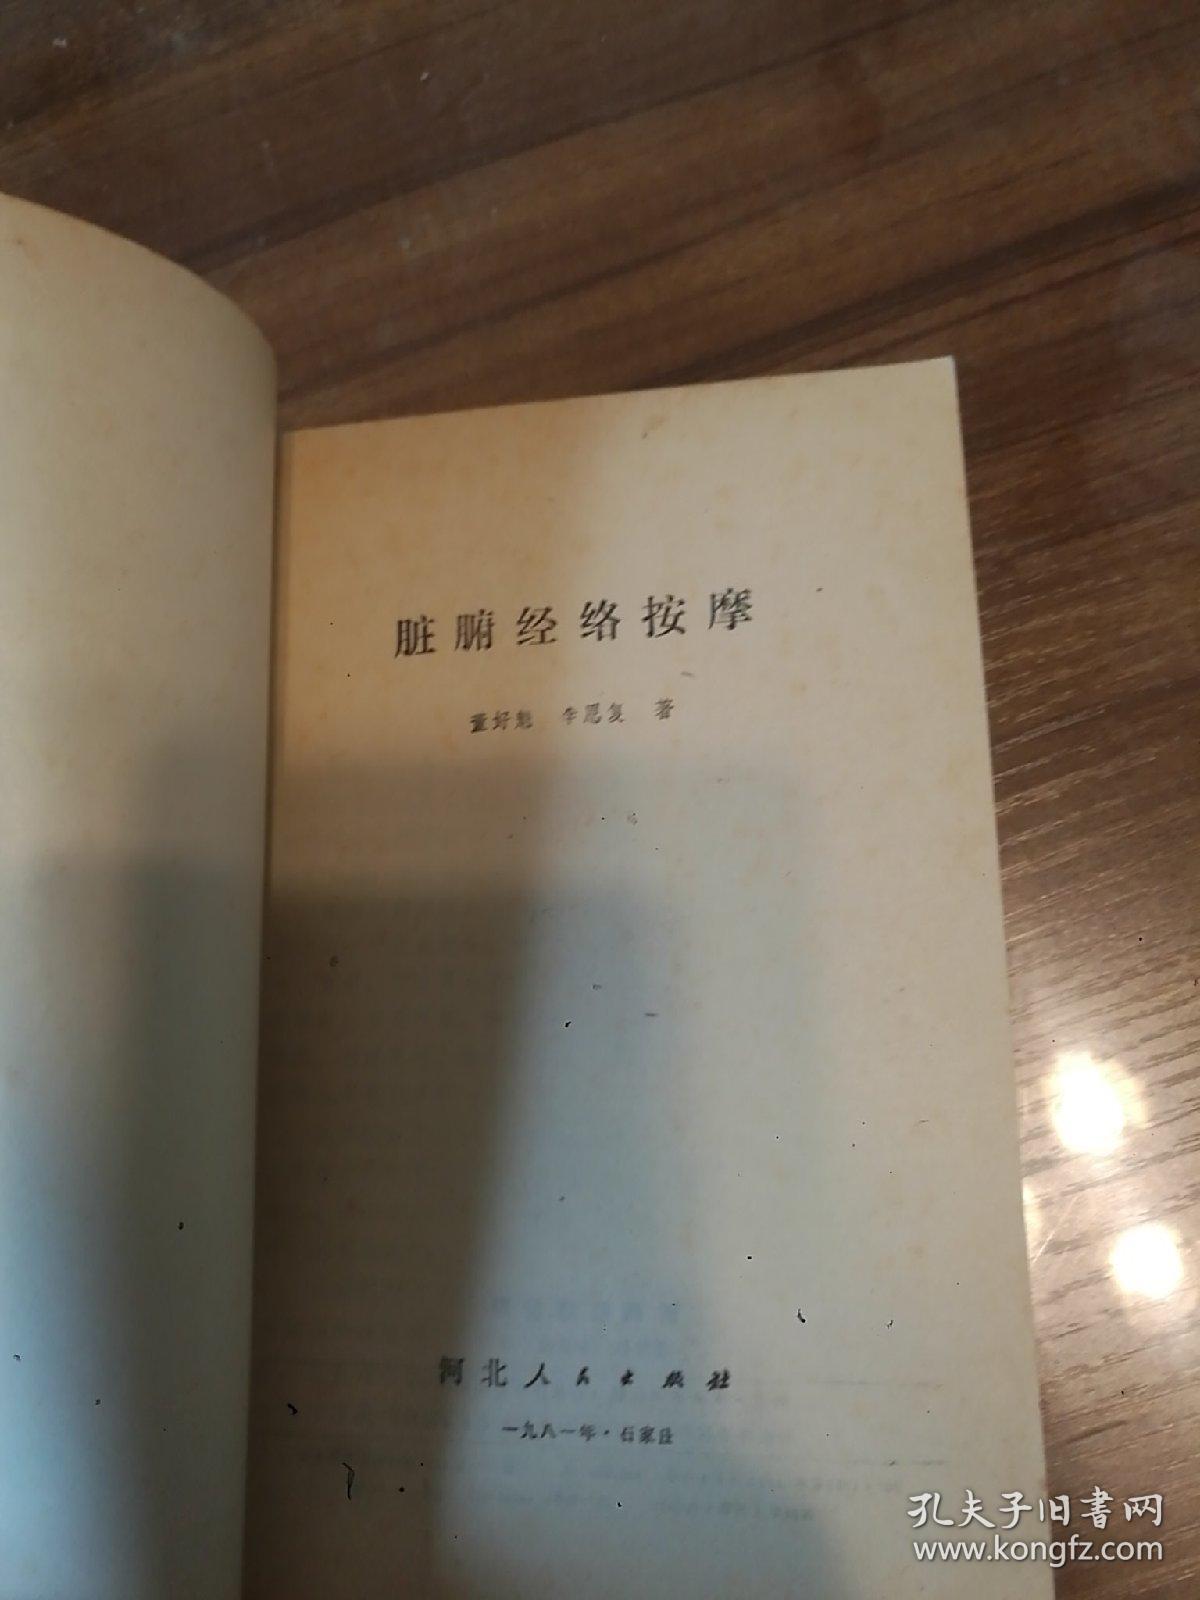 脏腑经络按摩
董好魁 李思复 著
河北人民出版社
一九八一年·石家庄
孔夫子旧书网
www.kongfz.com